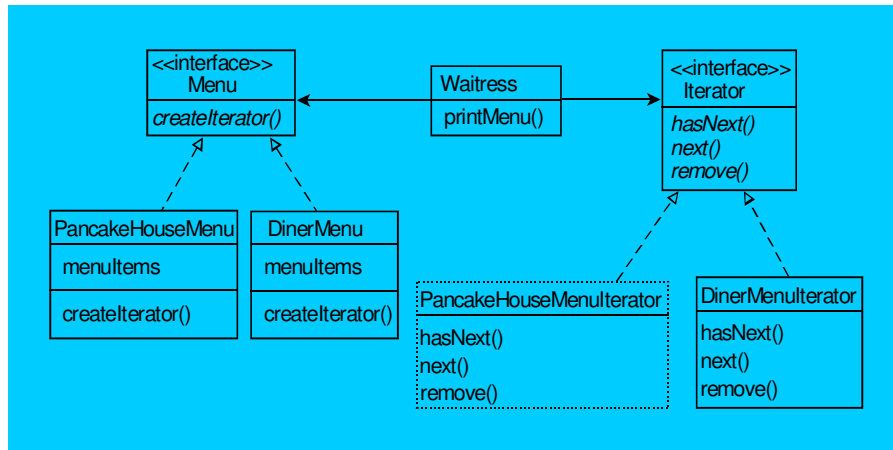 <<interface>>
Menu
createIterator()
Waitress
printMenu()
<<interface>>
Iterator
hasNext()
next()
remove()
PancakeHouseMenu
menuItems
createIterator()
DinerMenu
menuItems
createIterator()
PancakeHouseMenuIterator
hasNext()
next()
remove()
DinerMenuIterator
hasNext()
next()
remove()